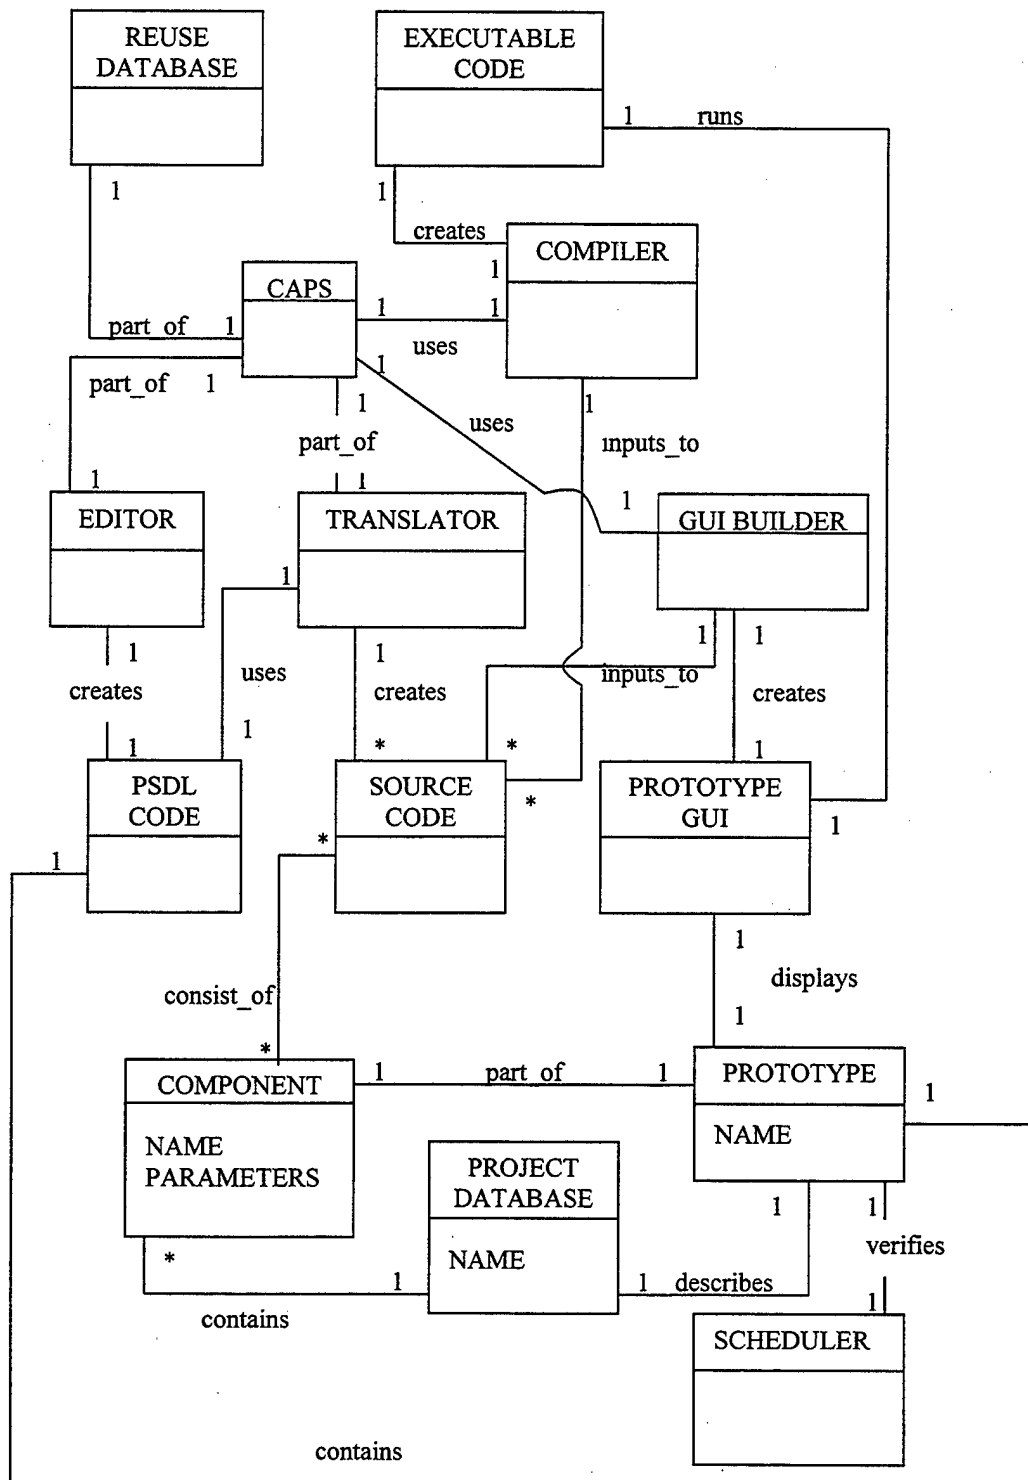 REUSE
DATABASE
EXECUTABLE
CODE
1 runs
1
1
creates
COMPILER
1
CAPS
part_of 1
1 1
uses
part_of 1
1
1
uses
1
part_of
inputs_to
1
1
1
EDITOR
TRANSLATOR
GUI BUILDER
1
1
creates
uses
1
1
creates
1
1
inputs_to
1
creates
1
*
*
1
PSDL
CODE
SOURCE
CODE
*
PROTOTYPE
GUI
1
1
*
1
displays
1
consist_of
*
COMPONENT
NAME
PARAMETERS
1 part_of 1
PROTOTYPE
NAME
1
PROJECT
DATABASE
NAME
*
1
contains
1 describes
1
1
verifies
1
SCHEDULER
contains